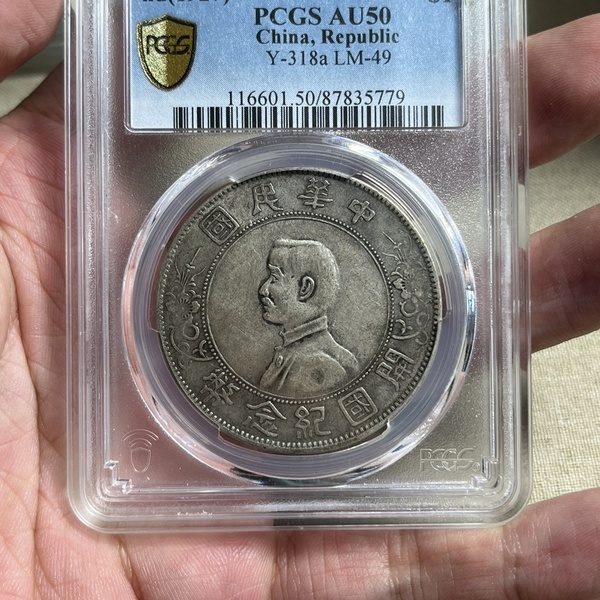 PCGS
PCGS AU50
China, Republic
Y-318a LM-49
116601.50/87835779
中華民國
開國紀念幣
PCGS